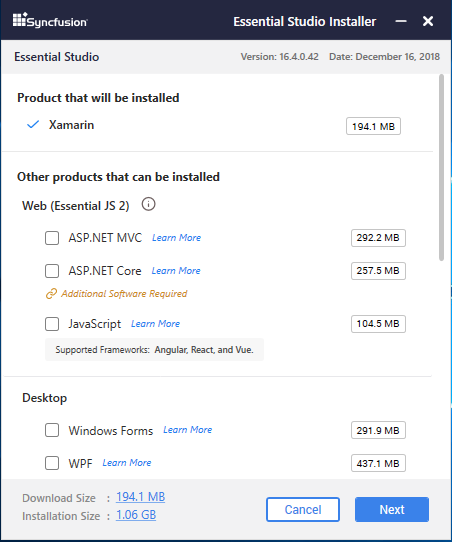 Syncfusion Essential Studio Installer
Essential Studio Version: 16.4.0.42 Date: December 16, 2018
Product that will be installed
Xamarin 194.1 MB
Other products that can be installed
Web (Essential JS 2)
ASP.NET MVC Learn More 292.2 MB
ASP.NET Core Learn More 257.5 MB
Additional Software Required
JavaScript Learn More 104.5 MB
Supported Frameworks: Angular, React, and Vue.
Desktop
Windows Forms Learn More 291.9 MB
WPF Learn More 437.1 MB
Download Size : 194.1 MB
Installation Size : 1.06 GB
Cancel Next